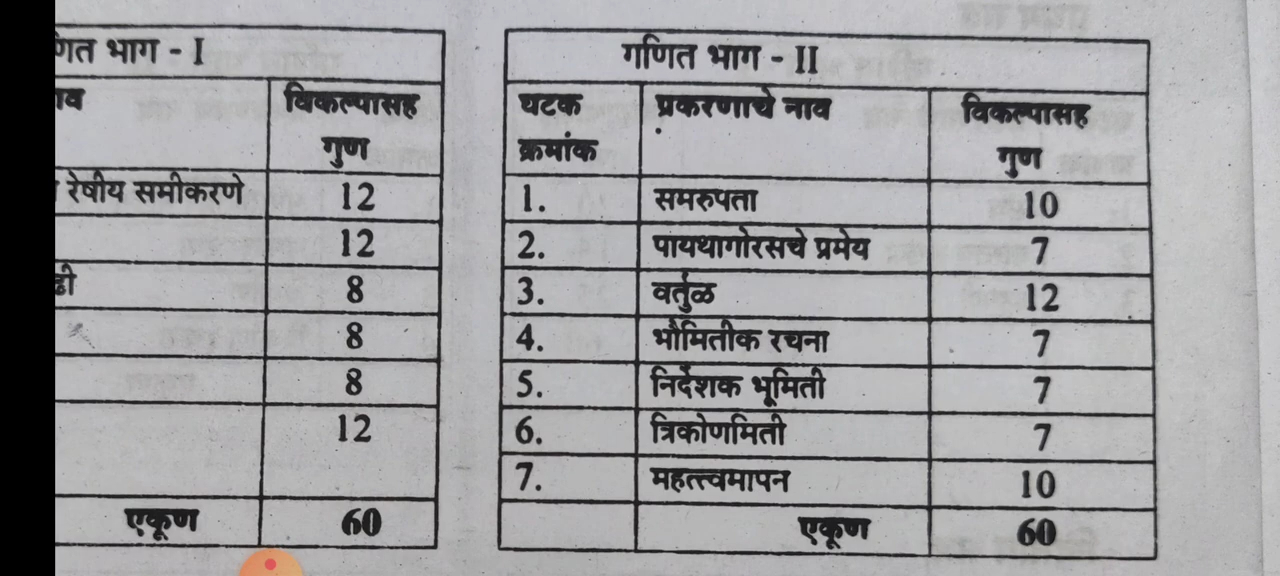 भाग - I
विकल्पासह
गुण
रेषीय समीकरणे 12
12
8
8
8
12
एकूण 60
गणित भाग - II
घटक प्रकरणाचे नाव विकल्पासह
क्रमांक गुण
1. समरुपता 10
2. पायथागोरसचे प्रमेय 7
3. वर्तुळ 12
4. भौमितीक रचना 7
5. निर्देशक भूमिती 7
6. त्रिकोणमिती 7
7. महत्त्वमापन 10
एकूण 60